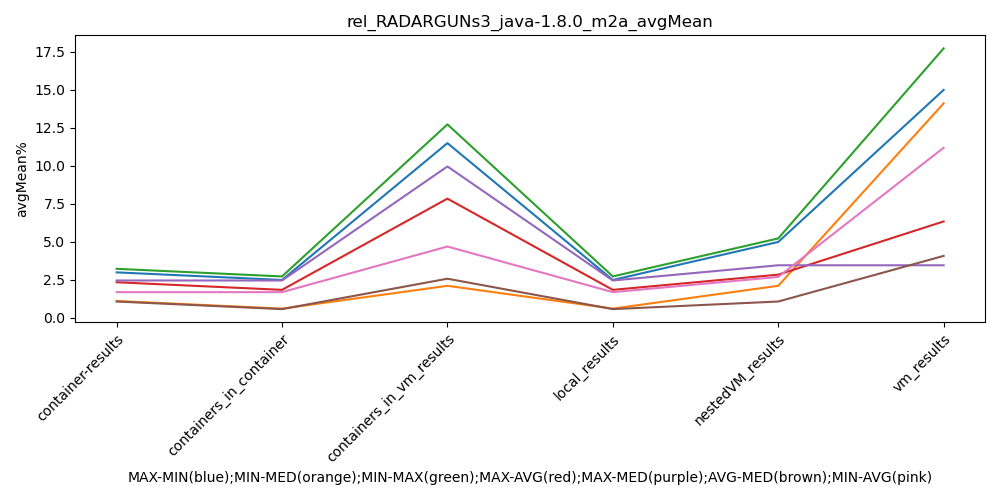 rel_RADARGUNs3_java-1.8.0_m2a_avgMean
avgMean%
17.5
15.0
12.5
10.0
7.5
5.0
2.5
0.0
container-results
containers_in_container
containers_in_vm_results
local_results
nestedVM_results
vm_results
MAX-MIN(blue);MIN-MED(orange);MIN-MAX(green);MAX-AVG(red);MAX-MED(purple);AVG-MED(brown);MIN-AVG(pink)